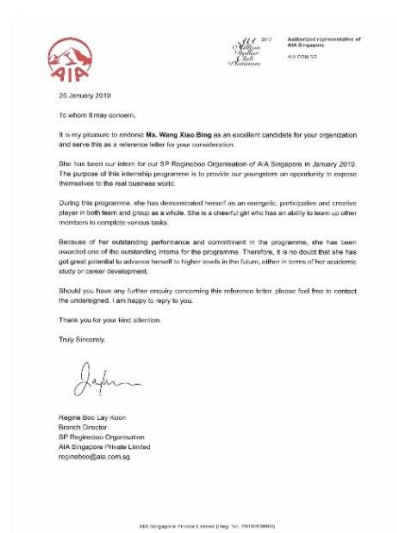 AIA
2017
AIA
Million
Dollar
Club
Platinum
Authorized representative of
AIA Singapore
AIA.COM.SG
25 January 2019
To whom it may concern,
It is my pleasure to endorse Ms. Wang Xiao Bing as an excellent candidate for your organization
and serve this as a reference letter for your consideration.
She has been our intern for our SP Regineboo Organisation of AIA Singapore in January 2019.
The purpose of this internship programme is to provide our youngsters an opportunity to expose
themselves to the real business world.
During this programme, she has demonstrated herself as an energetic, participative and creative
player in both team and group as a whole. She is a cheerful girl who has an ability to team up other
members to complete various tasks.
Because of her outstanding performance and commitment in the programme, she has been
awarded one of the outstanding interns for the programme. Therefore, it is no doubt that she has
got great potential to advance herself to higher levels in the future, either in terms of her academic
study or career development.
Should you have any further enquiry concerning this reference letter, please feel free to contact
the undersigned. I am happy to reply to you.
Thank you for your kind attention.
Truly Sincerely,
Regine Boo Lay Koon
Branch Director
SP Regineboo Organisation
AIA Singapore Private Limited
regineboo@aia.com.sg
AIA Singapore Private Limited (Reg. No.